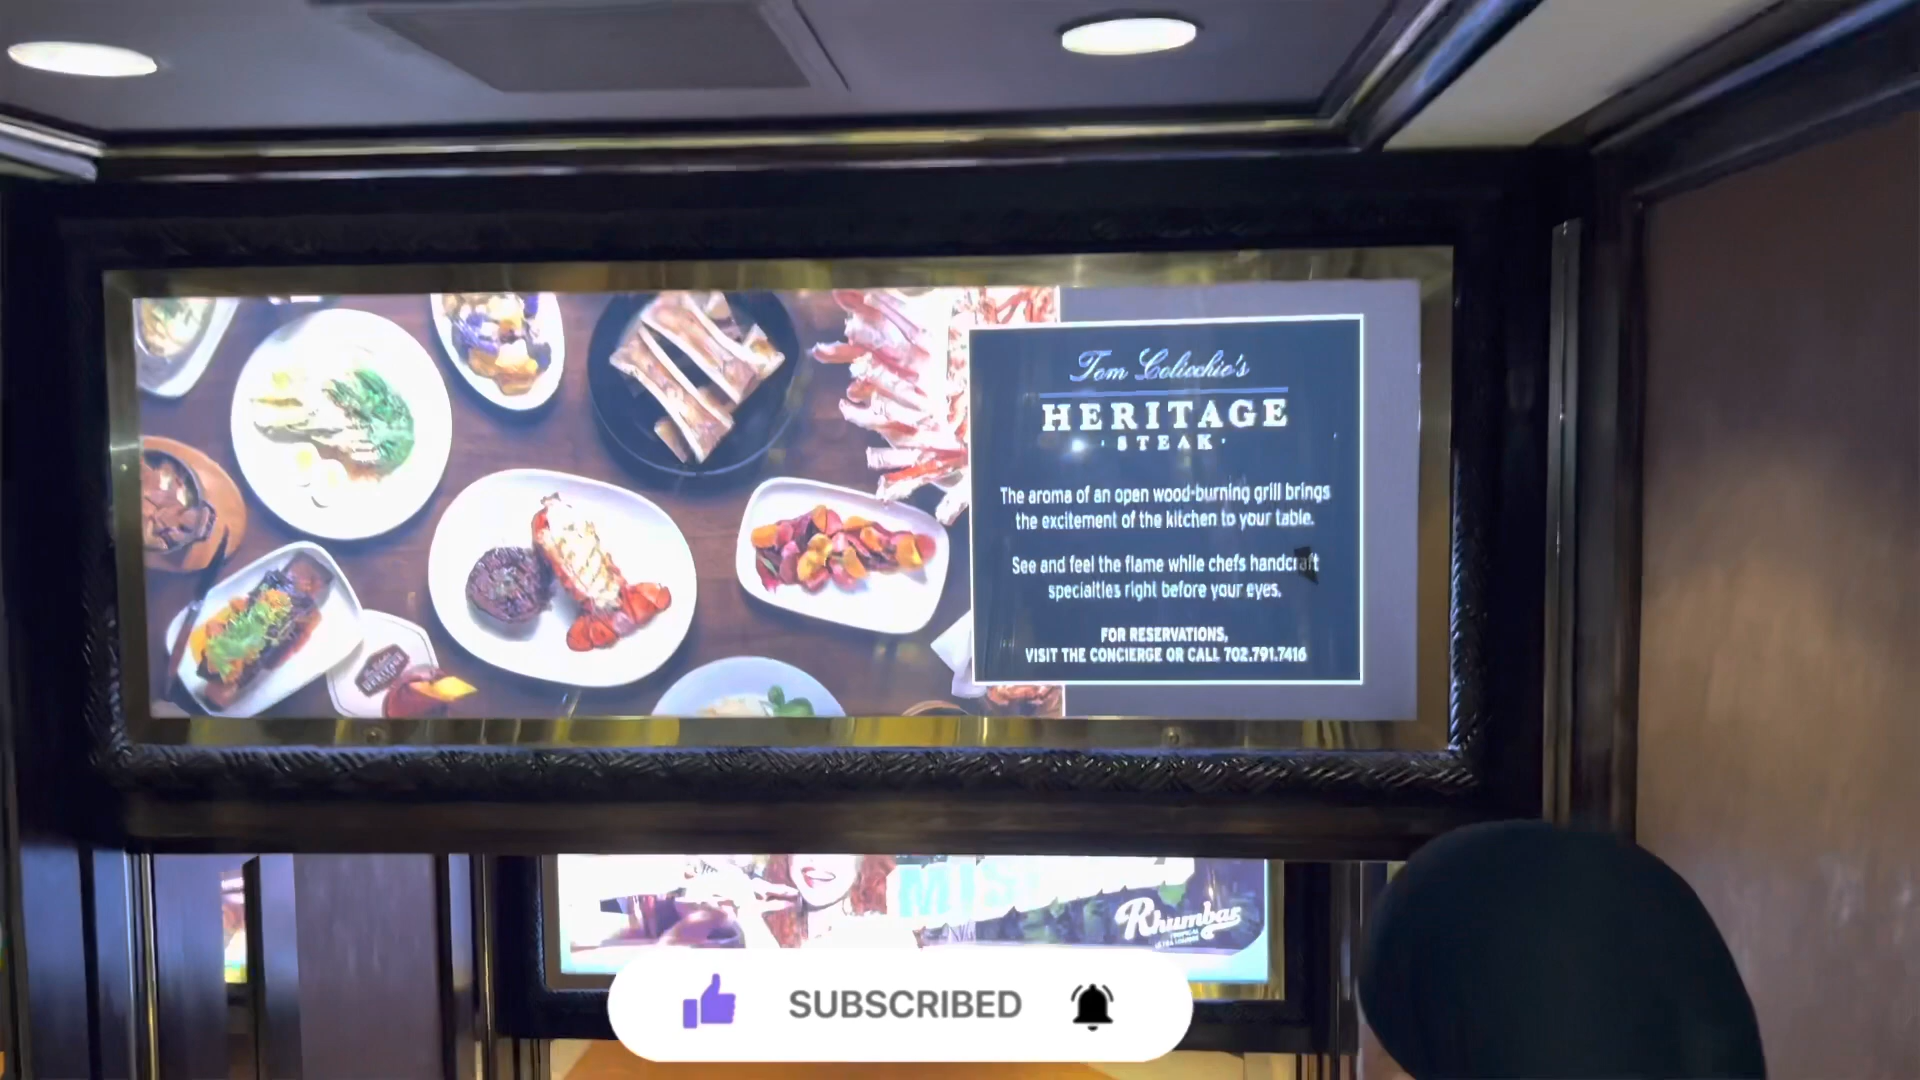 Tom Colicchio's
HERITAGE
· STEAK ·
The aroma of an open wood-burning grill brings
the excitement of the kitchen to your table.
See and feel the flame while chefs handcraft
specialties right before your eyes.
FOR RESERVATIONS,
VISIT THE CONCIERGE OR CALL 702.791.7416
HERITAGE
Rhumbar
SUBSCRIBED